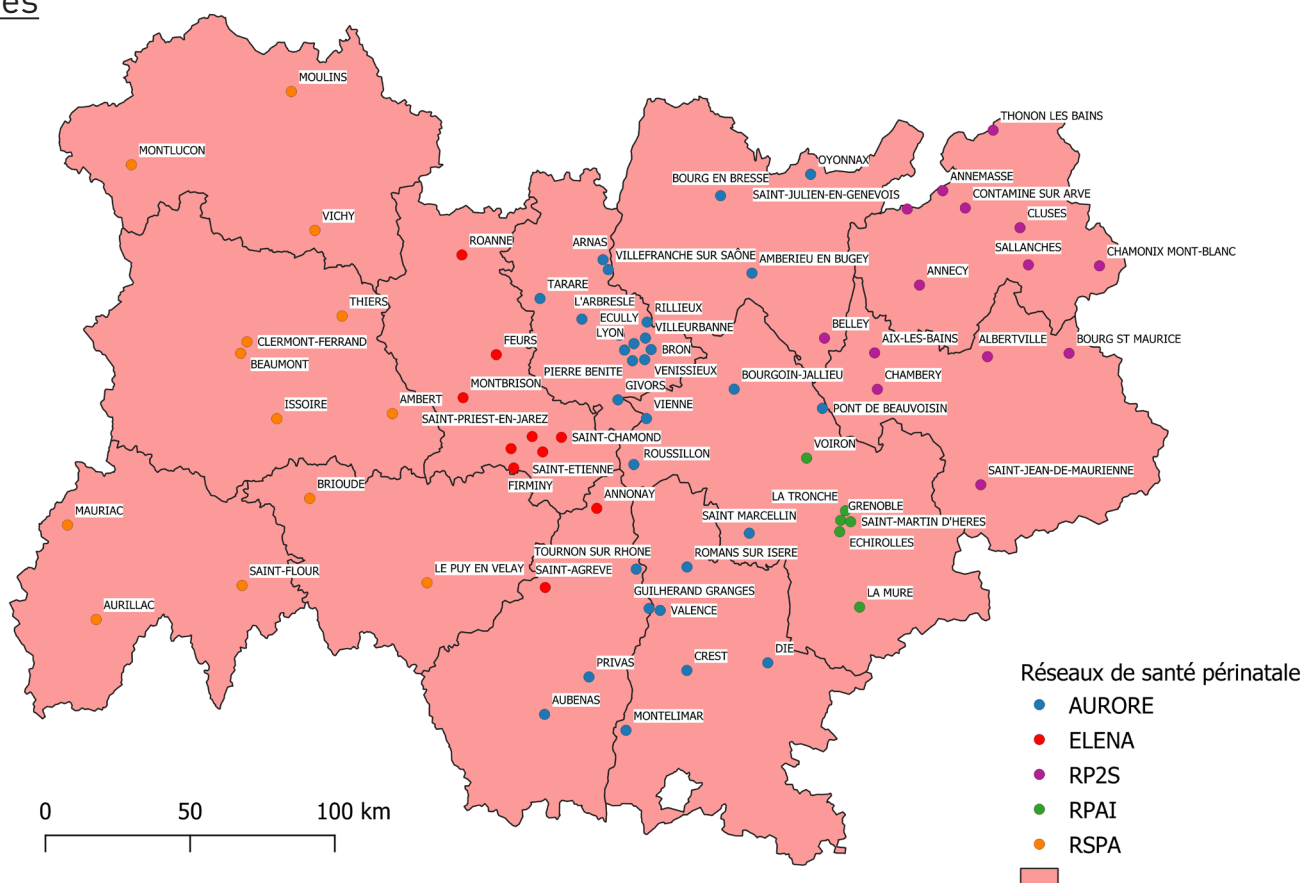 es
MOULINS
THONON LES BAINS
MONTLUCON
OYONNAX
BOURG EN BRESSE
ANNEMASSE
SAINT-JULIEN-EN-GENEVOIS
CONTAMINE SUR ARVE
VICHY
CLUSES
ROANNE
ARNAS
SALLANCHES
VILLEFRANCHE SUR SAÔNE
AMBERIEU EN BUGEY
CHAMONIX MONT-BLANC
ANNECY
TARARE
THIERS
L'ARBRESLE
RILLIEUX
ECULLY
BELLEY
VILLEURBANNE
LYON
CLERMONT-FERRAND
FEURS
AIX-LES-BAINS
ALBERTVILLE
BOURG ST MAURICE
BRON
BEAUMONT
PIERRE BENITE
VENISSIEUX
BOURGOIN-JALLIEU
CHAMBERY
MONTBRISON
GIVORS
AMBERT
ISSOIRE
VIENNE
PONT DE BEAUVOISIN
SAINT-PRIEST-EN-JAREZ
SAINT-CHAMOND
VOIRON
ROUSSILLON
SAINT-ETIENNE
SAINT-JEAN-DE-MAURIENNE
BRIOUDE
FIRMINY
ANNONAY
LA TRONCHE
GRENOBLE
MAURIAC
SAINT MARCELLIN
SAINT-MARTIN D'HERES
ECHIROLLES
TOURNON SUR RHONE
ROMANS SUR ISERE
SAINT-FLOUR
LE PUY EN VELAY
SAINT-AGREVE
GUILHERAND GRANGES
LA MURE
AURILLAC
VALENCE
DIE
CREST
PRIVAS
AUBENAS
MONTELIMAR
Réseaux de santé périnatale
AURORE
ELENA
RP2S
RPAI
RSPA
0 50 100 km